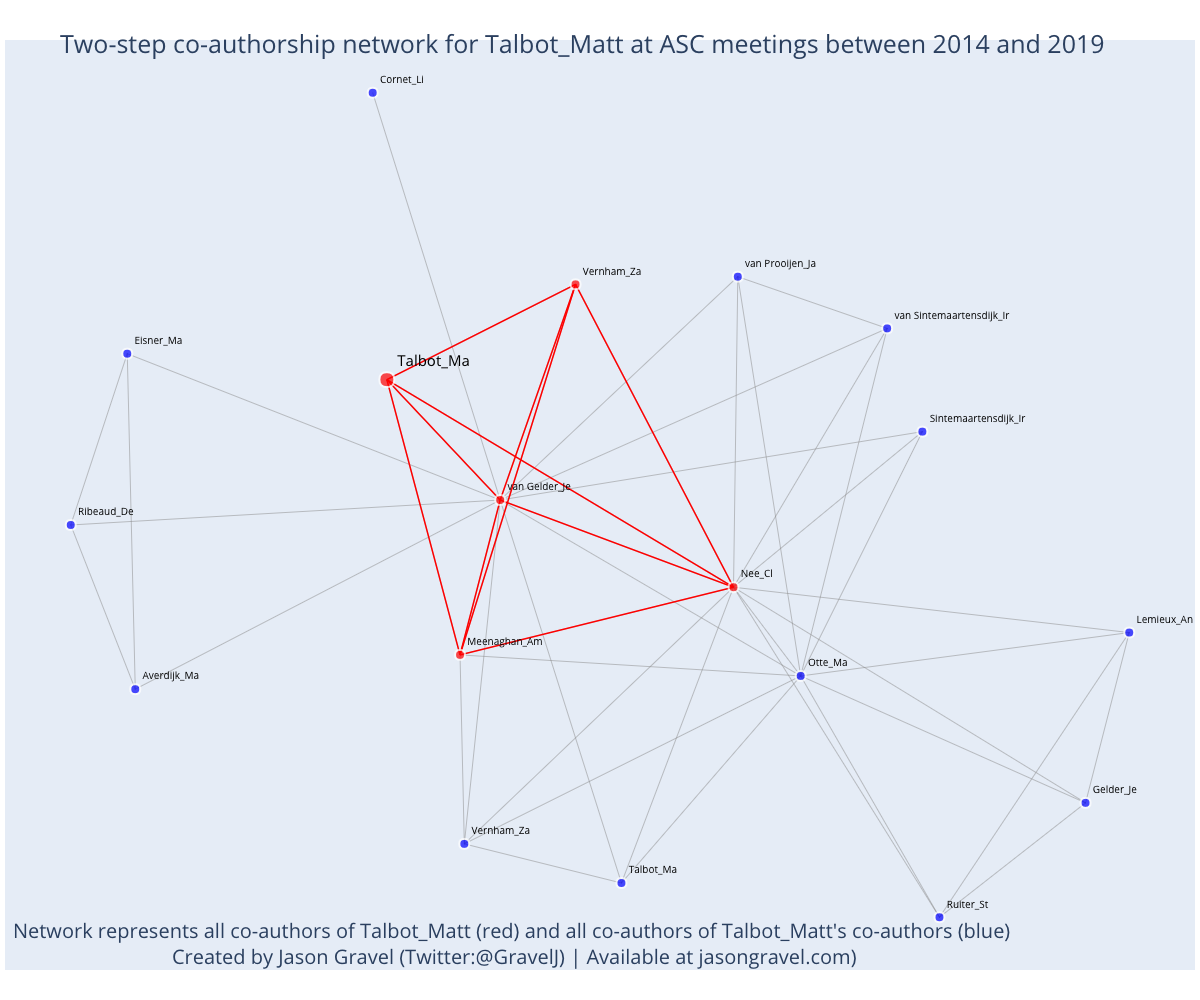 Two-step co-authorship network for Talbot_Matt at ASC meetings between 2014 and 2019
Cornet_Li
Vernham_Za
van Prooijen_Ja
van Sintemaartensdijk_Ir
Eisner_Ma
Talbot_Ma
Sintemaartensdijk_Ir
van Gelder_Je
Ribeaud_De
Nee_Cl
Lemieux_An
Meenaghan_Am
Otte_Ma
Averdijk_Ma
Gelder_Je
Vernham_Za
Talbot_Ma
Ruiter_St
Network represents all co-authors of Talbot_Matt (red) and all co-authors of Talbot_Matt's co-authors (blue)
Created by Jason Gravel (Twitter:@GravelJ) | Available at jasongravel.com)